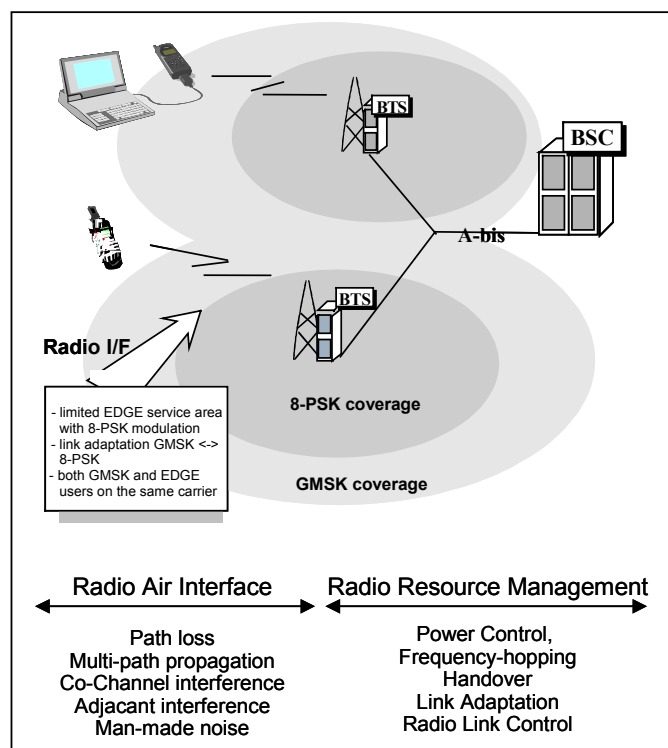 BTS
BSC
A-bis
BTS
Radio I/F
8-PSK coverage
- limited EDGE service area
with 8-PSK modulation
- link adaptation GMSK <->
8-PSK
- both GMSK and EDGE
users on the same carrier
GMSK coverage
Radio Air Interface
Radio Resource Management
Path loss
Multi-path propagation
Co-Channel interference
Adjacant interference
Man-made noise
Power Control,
Frequency-hopping
Handover
Link Adaptation
Radio Link Control